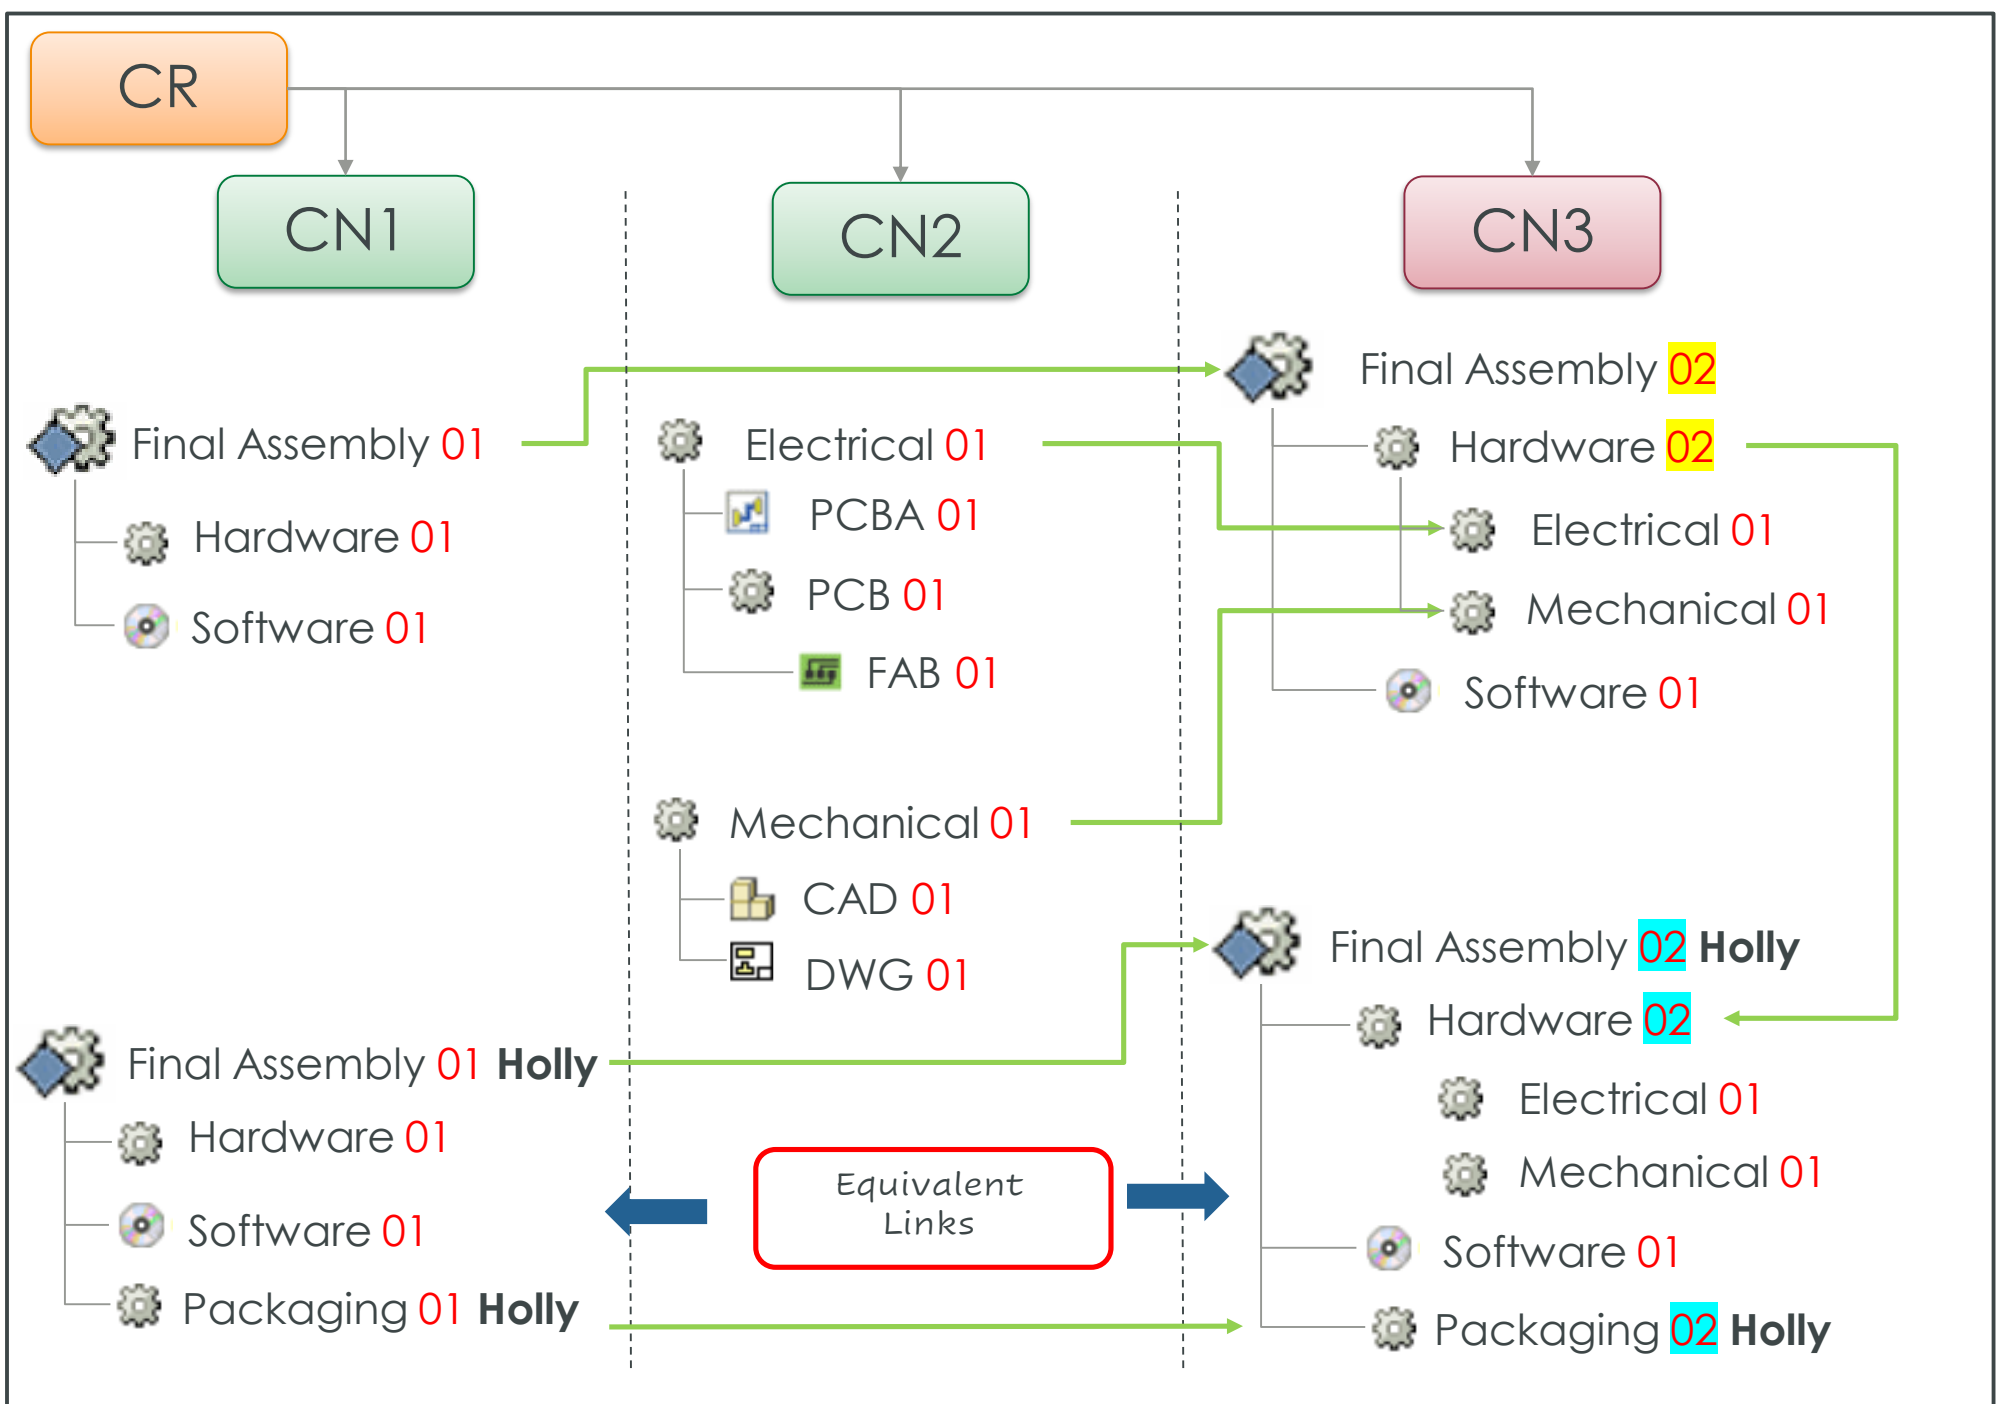 CR
CN1
CN2
CN3
Final Assembly 01
Hardware 01
Software 01
Final Assembly 01 Holly
Hardware 01
Software 01
Packaging 01 Holly
Electrical 01
PCBA 01
PCB 01
FAB 01
Mechanical 01
CAD 01
DWG 01
Equivalent
Links
Final Assembly 02
Hardware 02
Electrical 01
Mechanical 01
Software 01
Final Assembly 02 Holly
Hardware 02
Electrical 01
Mechanical 01
Software 01
Packaging 02 Holly